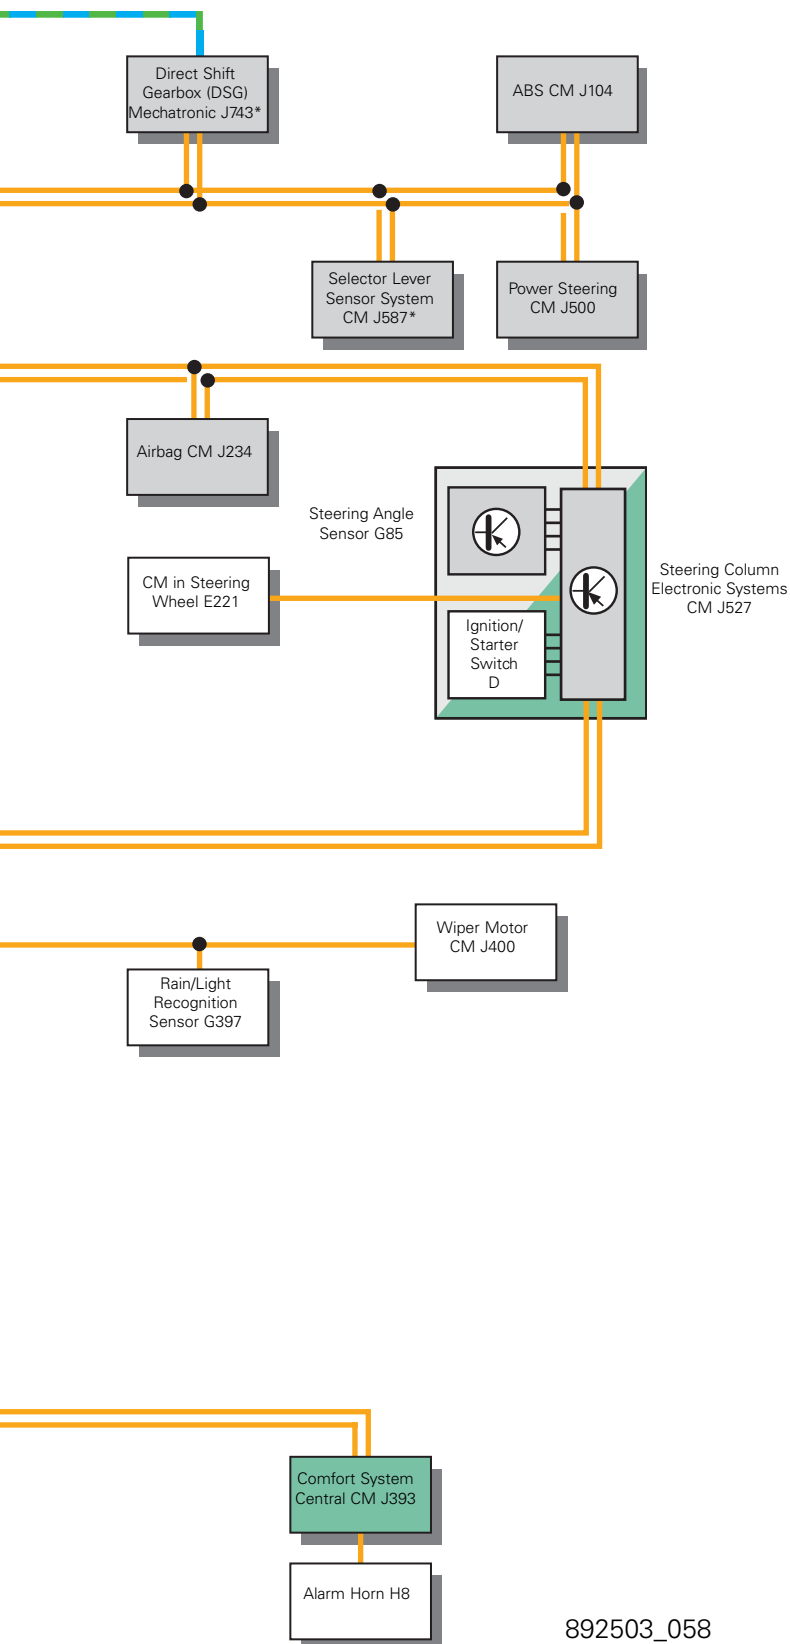 Direct Shift
Gearbox (DSG)
Mechatronic J743*
ABS CM J104
Selector Lever
Sensor System
CM J587*
Power Steering
CM J500
Airbag CM J234
Steering Angle
Sensor G85
CM in Steering
Wheel E221
Ignition/
Starter
Switch
D
Steering Column
Electronic Systems
CM J527
Wiper Motor
CM J400
Rain/Light
Recognition
Sensor G397
Comfort System
Central CM J393
Alarm Horn H8
892503_058